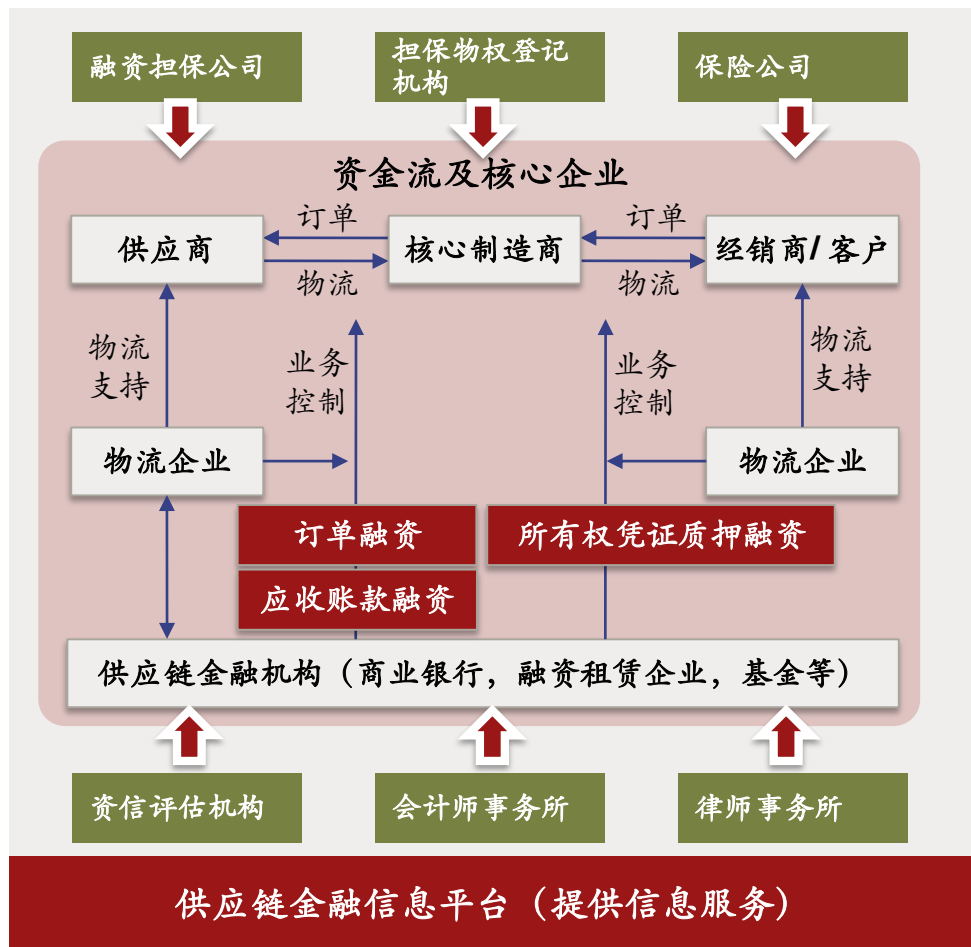 融资担保公司
担保物权登记
机构
保险公司
资金流及核心企业
供应商
订单
物流
核心制造商
订单
物流
经销商/客户
物流
支持
业务
控制
业务
控制
物流
支持
物流企业
物流企业
订单融资
应收账款融资
所有权凭证质押融资
供应链金融机构（商业银行，融资租赁企业，基金等）
资信评估机构
会计师事务所
律师事务所
供应链金融信息平台（提供信息服务）